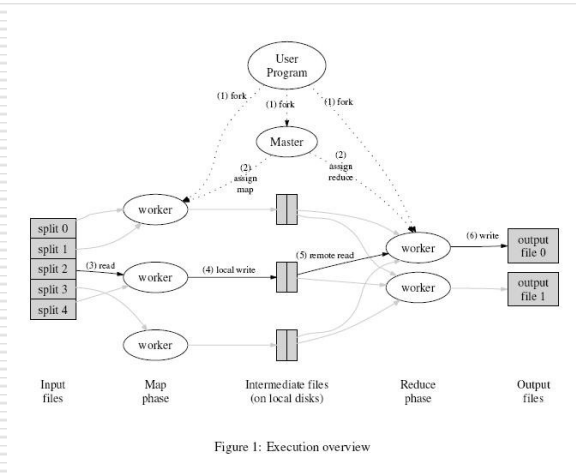 User
Program
(1) fork
(1) fork
(1) fork
Master
(2)
assign
map
(2)
assign
reduce
worker
split 0
split 1
split 2
split 3
split 4
(3) read
worker
(4) local write
(5) remote read
worker
(6) write
output
file 0
worker
output
file 1
worker
Input
files
Map
phase
Intermediate files
(on local disks)
Reduce
phase
Output
files
Figure 1: Execution overview